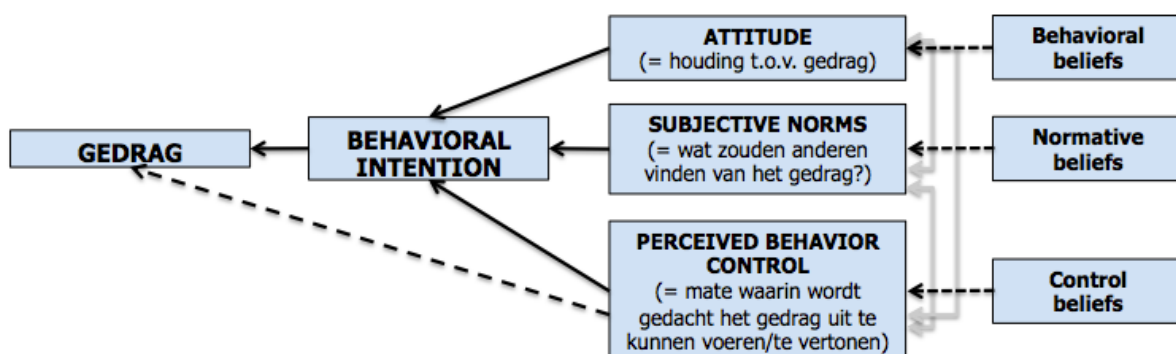 ATTITUDE
(= houding t.o.v. gedrag)
Behavioral
beliefs
GEDRAG
BEHAVIORAL
INTENTION
SUBJECTIVE NORMS
(= wat zouden anderen
vinden van het gedrag?)
Normative
beliefs
PERCEIVED BEHAVIOR
CONTROL
(= mate waarin wordt
gedacht het gedrag uit te
kunnen voeren/te vertonen)
Control
beliefs